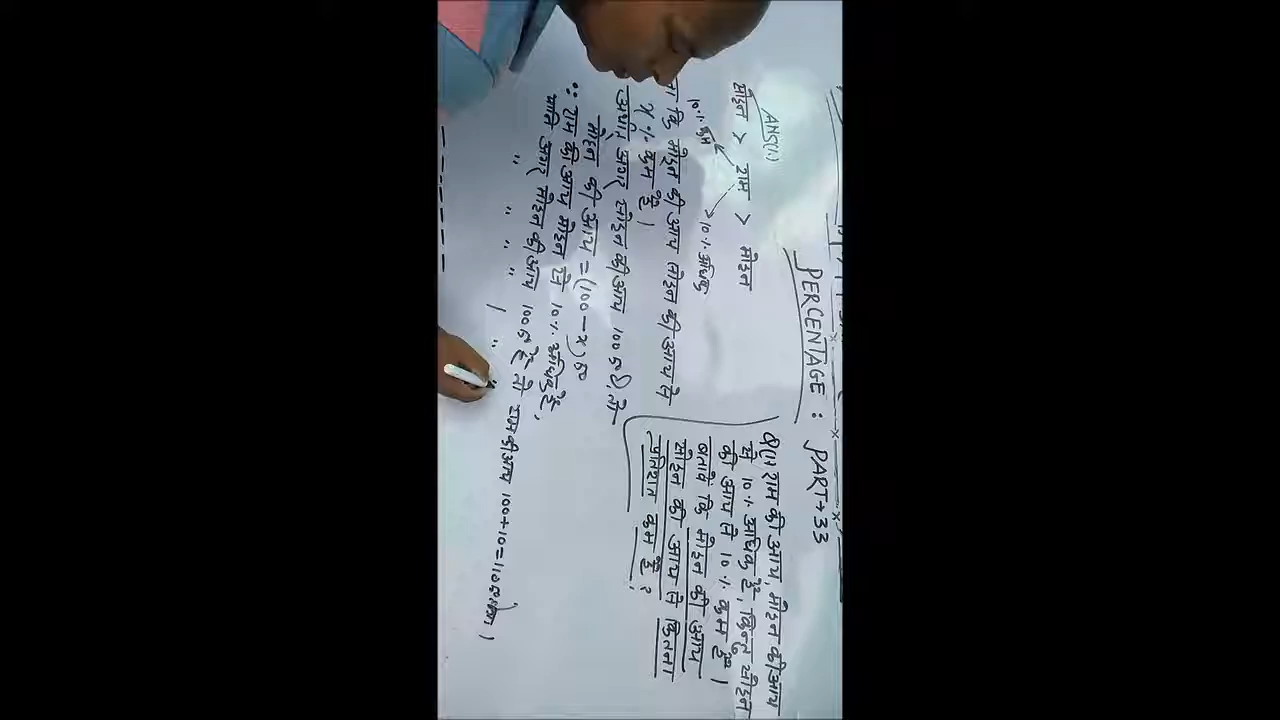 PERCENTAGE : PART → 33
Q(1) राम की आय, मोहन की आय
से 10% अधिक है, किन्तु सोहन
की आय से 10% कम है |
बतावें कि मोहन की आय
सोहन की आय से कितना
प्रतिशत कम है ?
ANS(1)
सोहन > राम > मोहन
10% कम
10% अधिक
कि मोहन की आय सोहन की आय से
x % कम है |
अर्थात् अगर सोहन की आय 100 रु0 है, तो
मोहन की आय = (100 - x) रु0
∵ राम की आय मोहन से 10% अधिक है,
यानि अगर मोहन की आय 100 रु0 है तो राम की आय 100 + 10 = 110 रु0 होगा |
" " " " | " "